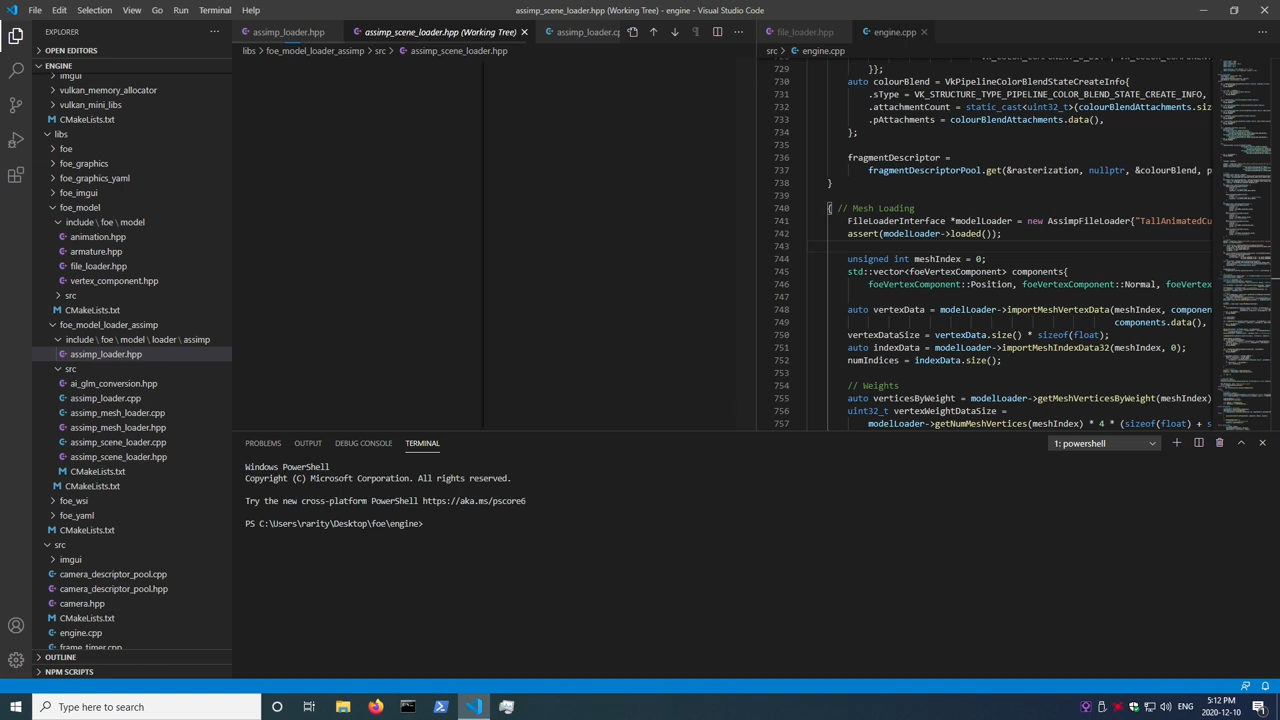 File Edit Selection View Go Run Terminal Help
assimp_scene_loader.hpp (Working Tree) - engine - Visual Studio Code
EXPLORER
OPEN EDITORS
ENGINE
imgui
vulkan_memory_allocator
vulkan_mini_libs
CMakeLists.txt
libs
foe
foe_graphics
foe_graphics_yaml
foe_imgui
foe_model
include \ foe \ model
animation.hpp
armature.hpp
file_loader.hpp
vertex_component.hpp
src
CMakeLists.txt
foe_model_loader_assimp
include \ foe \ model \ loader \ assimp
assimp_loader.hpp
src
ai_glm_conversion.hpp
assimp_loader.cpp
assimp_mesh_loader.cpp
assimp_mesh_loader.hpp
assimp_scene_loader.cpp
assimp_scene_loader.hpp
CMakeLists.txt
CMakeLists.txt
foe_wsi
foe_yaml
CMakeLists.txt
src
imgui
camera_descriptor_pool.cpp
camera_descriptor_pool.hpp
camera.hpp
CMakeLists.txt
engine.cpp
frame_timer.cpp
OUTLINE
NPM SCRIPTS
assimp_loader.hpp assimp_scene_loader.hpp (Working Tree) assimp_loader.cp
libs > foe_model_loader_assimp > src > assimp_scene_loader.hpp
file_loader.hpp engine.cpp
src > engine.cpp
729 }};
730 auto colourBlend = VkPipelineColorBlendStateCreateInfo{
731 .sType = VK_STRUCTURE_TYPE_PIPELINE_COLOR_BLEND_STATE_CREATE_INFO,
732 .attachmentCount = static_cast<uint32_t>(colourBlendAttachments.siz
733 .pAttachments = colourBlendAttachments.data(),
734 };
735
736 fragmentDescriptor =
737 fragmentDescriptorPool.get(&rasterization, nullptr, &colourBlend, p
738 }
739
740 { // Mesh Loading
741 FileLoaderInterface *modelLoader = new AssimpFileLoader{"TallAnimatedCu
742 assert(modelLoader->loaded());
743
744 unsigned int meshIndex = 0;
745 std::vector<foeVertexComponent> components{
746 foeVertexComponent::Position, foeVertexComponent::Normal, foeVertex
747
748 auto vertexData = modelLoader->importMeshVertexData(meshIndex, component
749 components.data(),
750 vertexDataSize = vertexData.size() * sizeof(float);
751 auto indexData = modelLoader->importMeshIndexData32(meshIndex, 0);
752 numIndices = indexData.size();
753
754 // Weights
755 auto verticesByWeight = modelLoader->getMeshVerticesByWeight(meshIndex)
756 uint32_t vertexWeightDataSize =
757 modelLoader->getNumMeshVertices(meshIndex) * 4 * (sizeof(float) + s
PROBLEMS OUTPUT DEBUG CONSOLE TERMINAL
1: powershell
Windows PowerShell
Copyright (C) Microsoft Corporation. All rights reserved.
Try the new cross-platform PowerShell https://aka.ms/pscore6
PS C:\Users\rarity\Desktop\foe\engine>
Type here to search
ENG
5:12 PM
2020-12-10
1